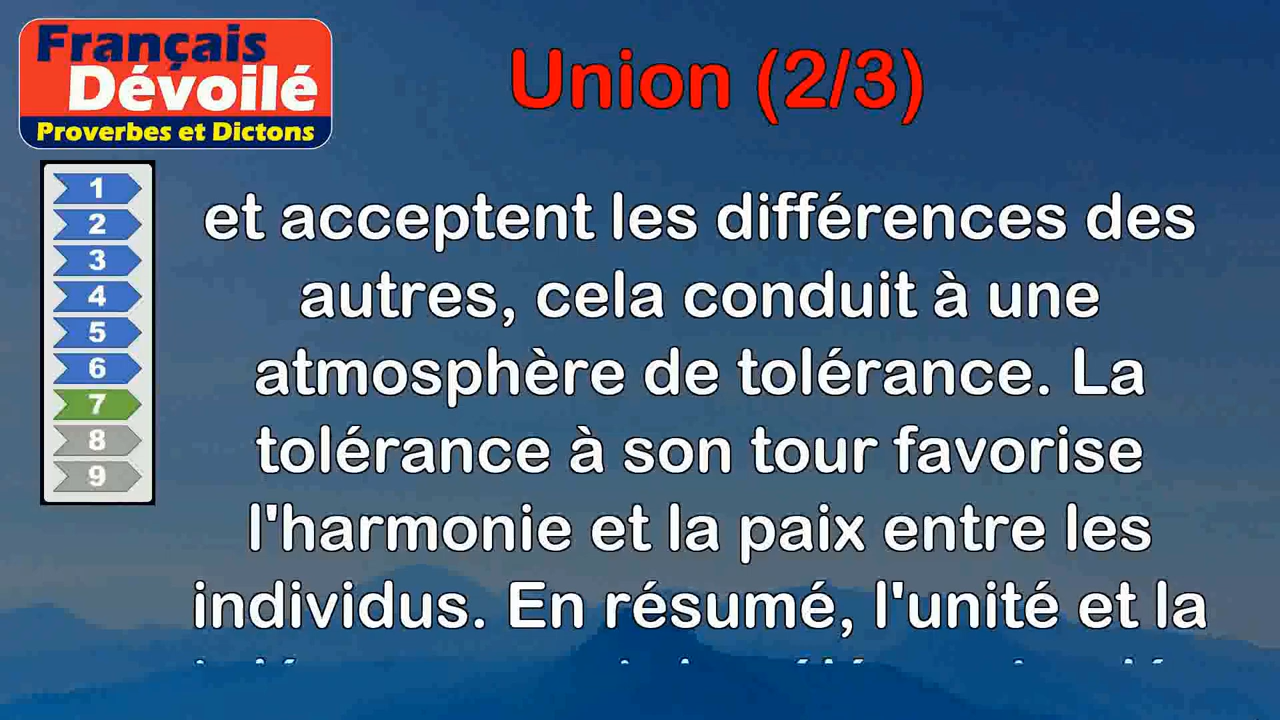 Français
Dévoilé
Proverbes et Dictons
Union (2/3)
1
2
3
4
5
6
7
8
9
et acceptent les différences des
autres, cela conduit à une
atmosphère de tolérance. La
tolérance à son tour favorise
l'harmonie et la paix entre les
individus. En résumé, l'unité et la